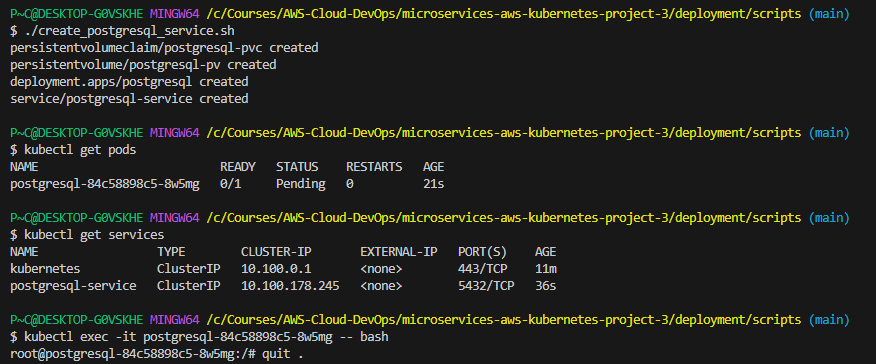 P~C@DESKTOP-G0VSKHE MINGW64 /c/Courses/AWS-Cloud-DevOps/microservices-aws-kubernetes-project-3/deployment/scripts (main)
$ ./create_postgresql_service.sh
persistentvolumeclaim/postgresql-pvc created
persistentvolume/postgresql-pv created
deployment.apps/postgresql created
service/postgresql-service created
P~C@DESKTOP-G0VSKHE MINGW64 /c/Courses/AWS-Cloud-DevOps/microservices-aws-kubernetes-project-3/deployment/scripts (main)
$ kubectl get pods
NAME READY STATUS RESTARTS AGE
postgresql-84c58898c5-8w5mg 0/1 Pending 0 21s
P~C@DESKTOP-G0VSKHE MINGW64 /c/Courses/AWS-Cloud-DevOps/microservices-aws-kubernetes-project-3/deployment/scripts (main)
$ kubectl get services
NAME TYPE CLUSTER-IP EXTERNAL-IP PORT(S) AGE
kubernetes ClusterIP 10.100.0.1 <none> 443/TCP 11m
postgresql-service ClusterIP 10.100.178.245 <none> 5432/TCP 36s
P~C@DESKTOP-G0VSKHE MINGW64 /c/Courses/AWS-Cloud-DevOps/microservices-aws-kubernetes-project-3/deployment/scripts (main)
$ kubectl exec -it postgresql-84c58898c5-8w5mg -- bash
root@postgresql-84c58898c5-8w5mg:/# quit .